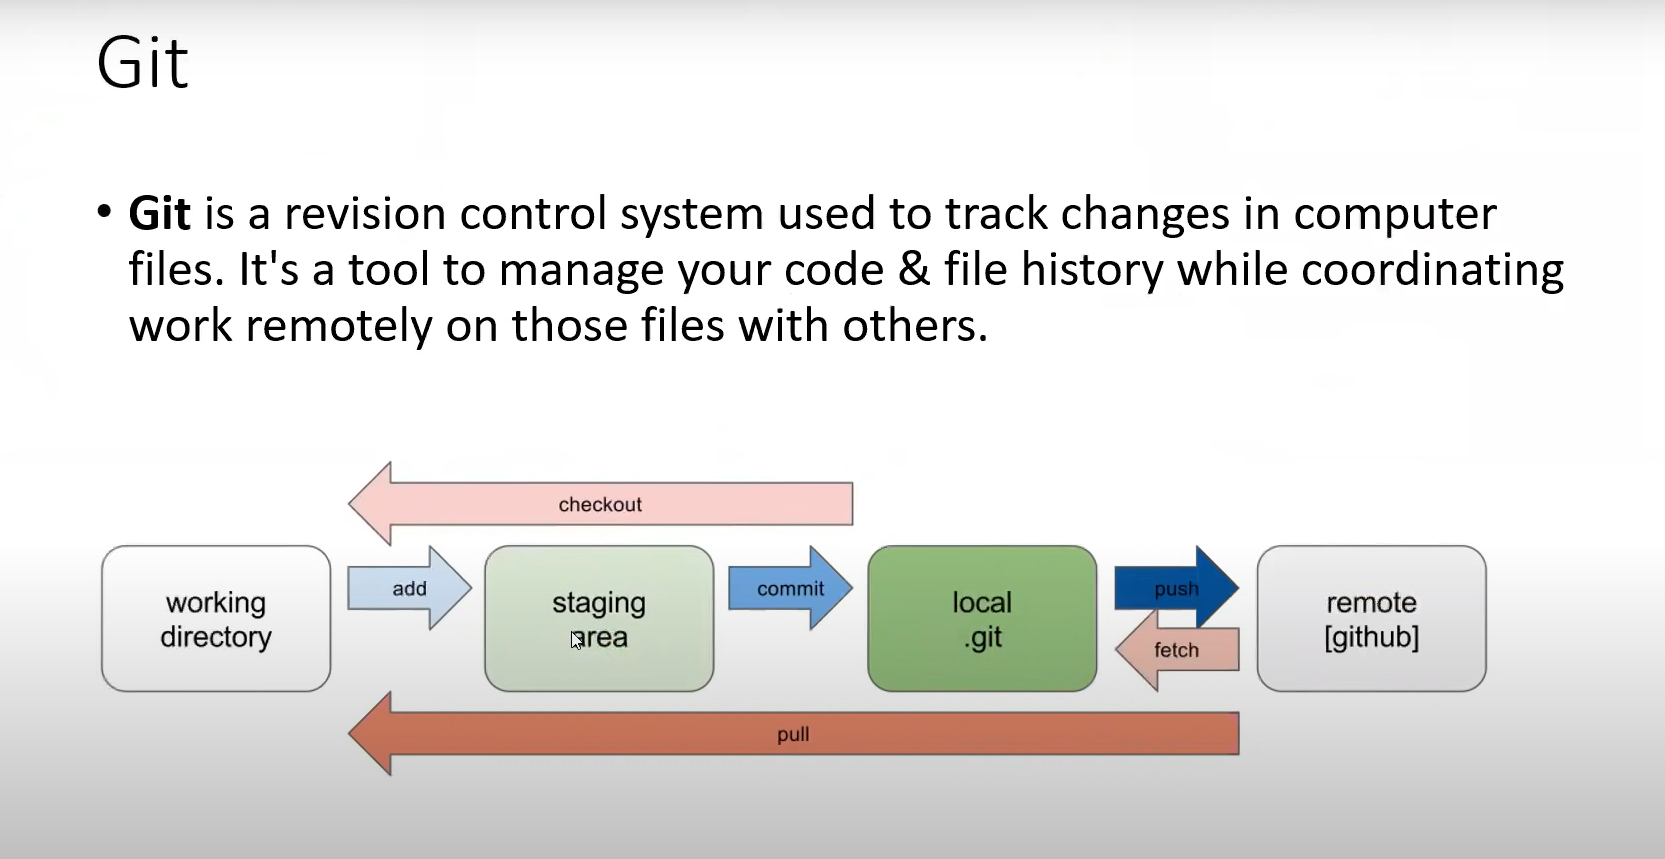 Git
• Git is a revision control system used to track changes in computer
files. It's a tool to manage your code & file history while coordinating
work remotely on those files with others.
checkout
working
directory
add
staging
area
commit
local
.git
push
fetch
remote
[github]
pull